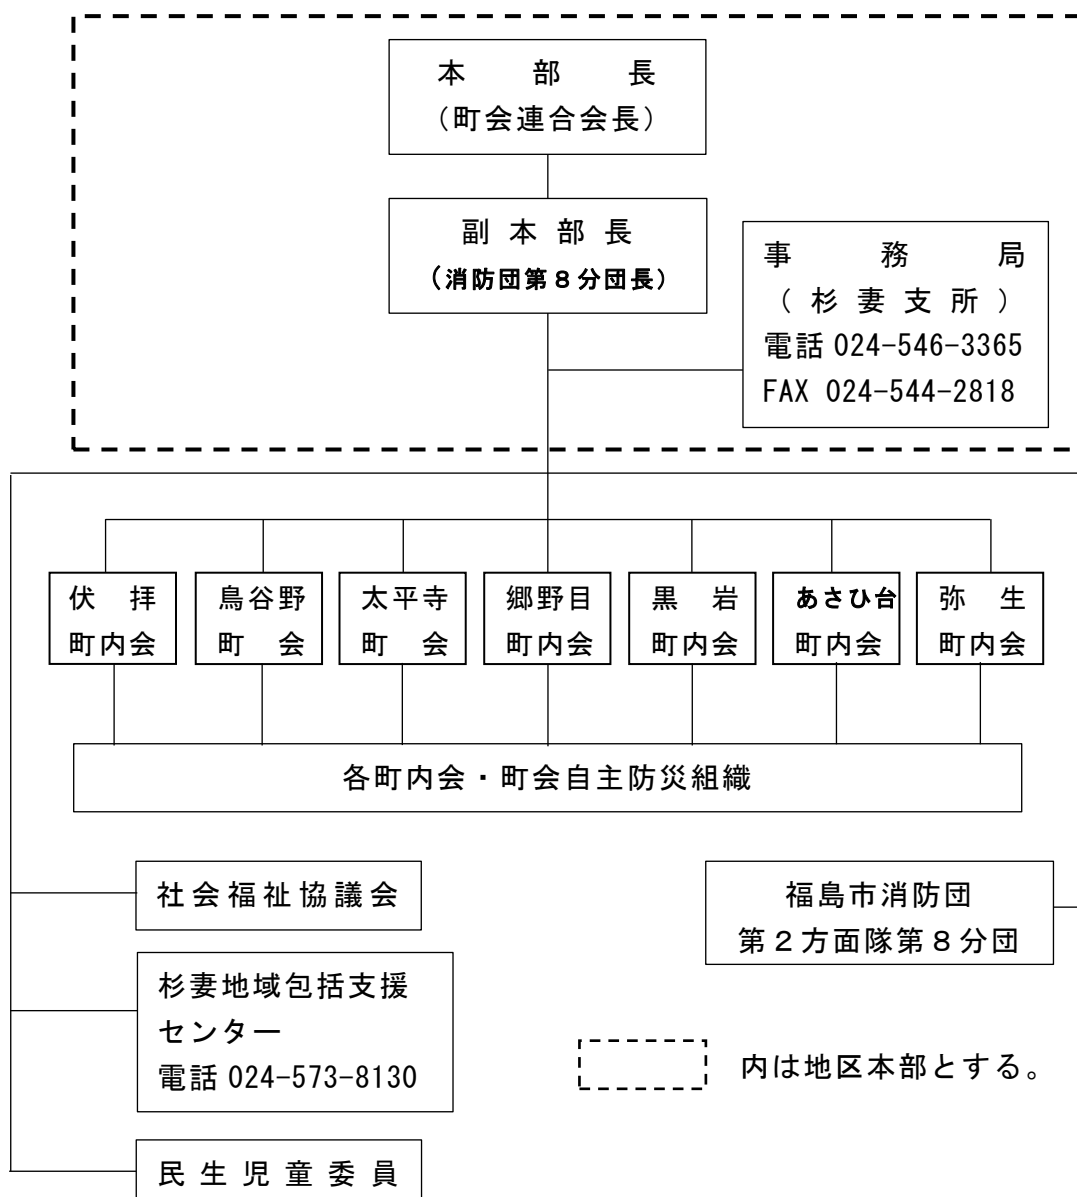 本部長
（町会連合会長）
副本部長
（消防団第８分団長）
事務局
（杉妻支所）
電話 024-546-3365
FAX 024-544-2818
伏拝
町内会
鳥谷野
町会
太平寺
町会
郷野目
町内会
黒岩
町内会
あさひ台
町内会
弥生
町内会
各町内会・町会自主防災組織
社会福祉協議会
福島市消防団
第２方面隊第８分団
杉妻地域包括支援
センター
電話 024-573-8130
内は地区本部とする。
民生児童委員